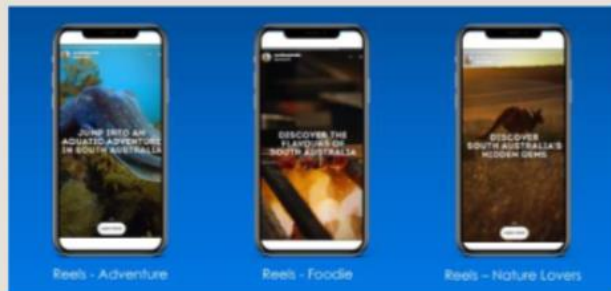 JUMP INTO AN
AQUATIC ADVENTURE
IN SOUTH AUSTRALIA
DISCOVER THE
FLAVOURS OF
SOUTH AUSTRALIA
DISCOVER
SOUTH AUSTRALIA'S
HIDDEN GEMS
Reels - Adventure
Reels - Foodie
Reels – Nature Lovers